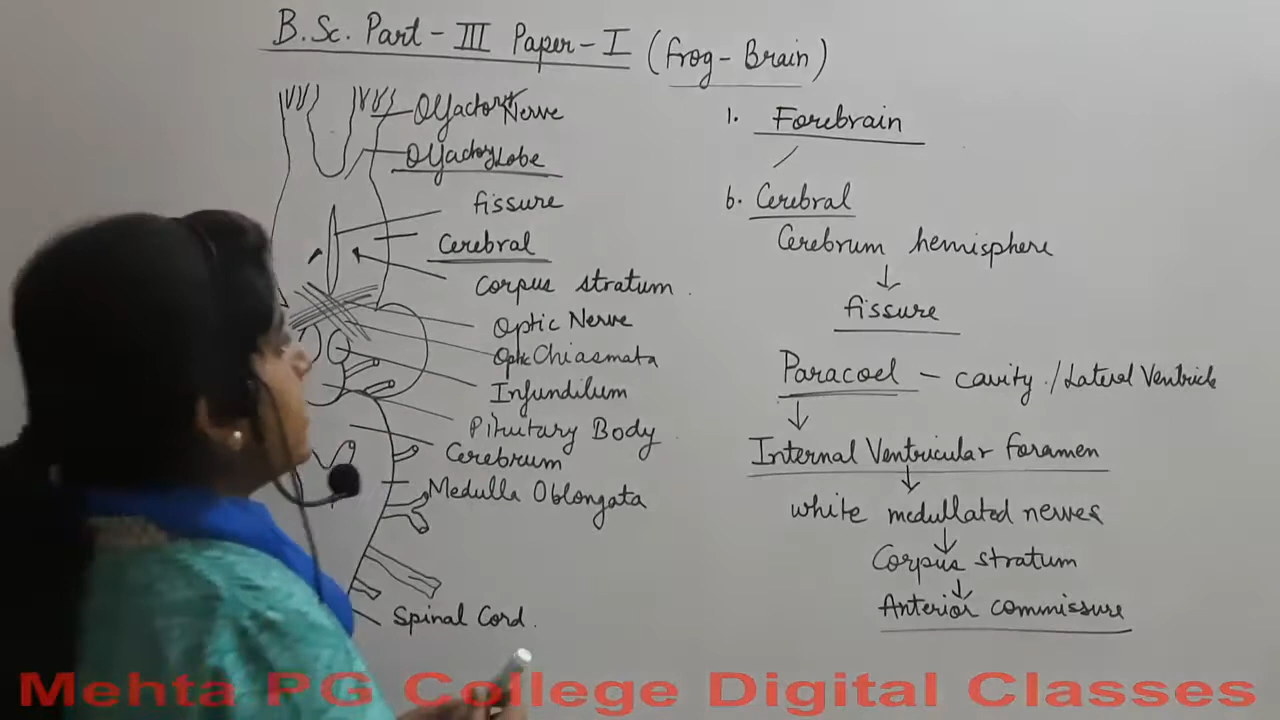 B.Sc. Part - III Paper - I (frog - Brain)
Olfactory Nerve
Olfactory Lobe
fissure
Cerebral
Corpus stratum
Optic Nerve
Optic Chiasmata
Infundilum
Pituitary Body
Cerebrum
Medulla Oblongata
Spinal Cord.
1. Forebrain
b. Cerebral
Cerebrum hemisphere
fissure
Paracoel - cavity / Lateral Ventricle
Internal Ventricular foramen
white medullated nerves
Corpus stratum
Anterior commissure
Mehta PG College Digital Classes